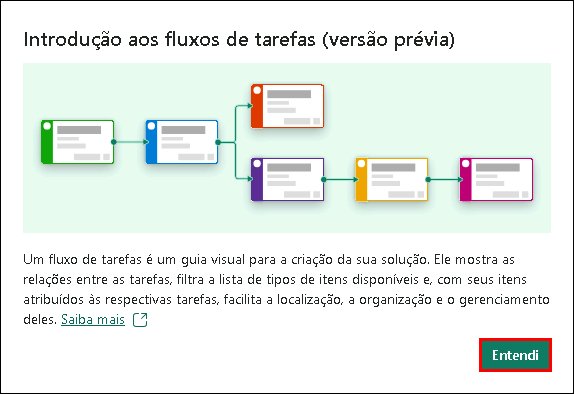 Introdução aos fluxos de tarefas (versão prévia)
Um fluxo de tarefas é um guia visual para a criação da sua solução. Ele mostra as
relações entre as tarefas, filtra a lista de tipos de itens disponíveis e, com seus itens
atribuídos às respectivas tarefas, facilita a localização, a organização e o gerenciamento
deles. Saiba mais
Entendi